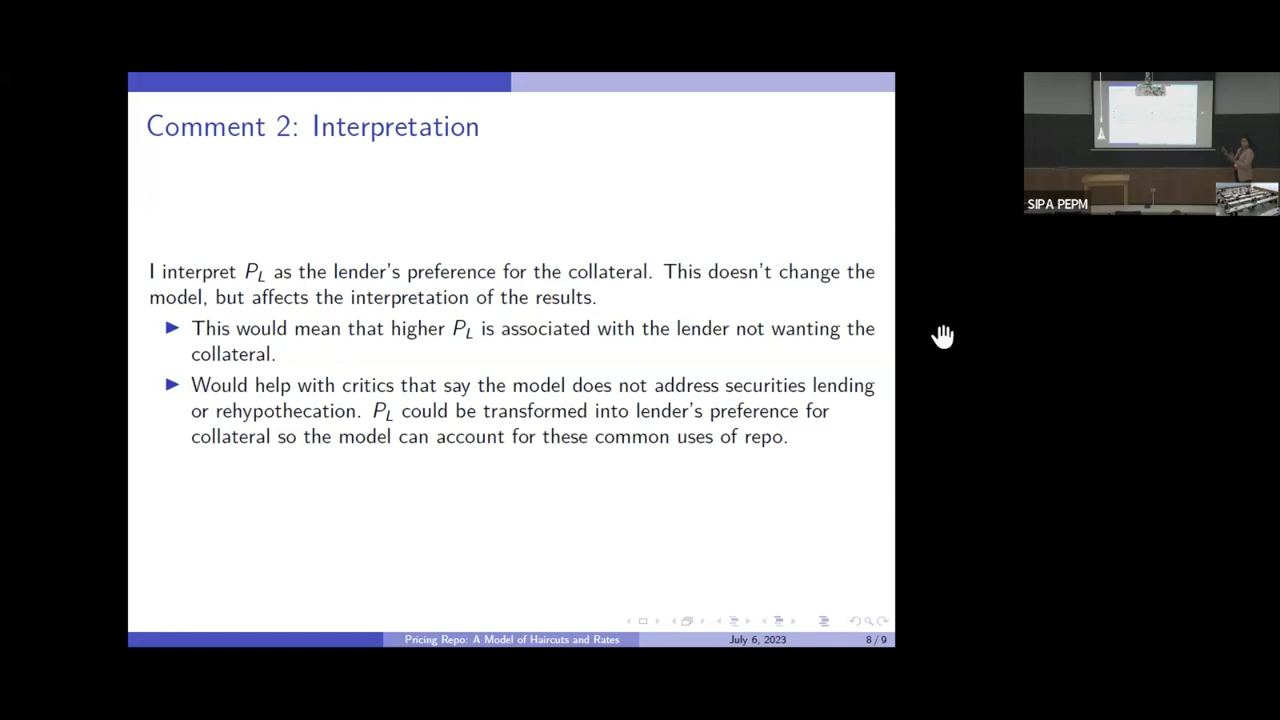 Comment 2: Interpretation
I interpret P_L as the lender's preference for the collateral. This doesn't change the
model, but affects the interpretation of the results.
▶ This would mean that higher P_L is associated with the lender not wanting the
collateral.
▶ Would help with critics that say the model does not address securities lending
or rehypothecation. P_L could be transformed into lender's preference for
collateral so the model can account for these common uses of repo.
Pricing Repo: A Model of Haircuts and Rates
July 6, 2023
8 / 9
SIPA PEPM